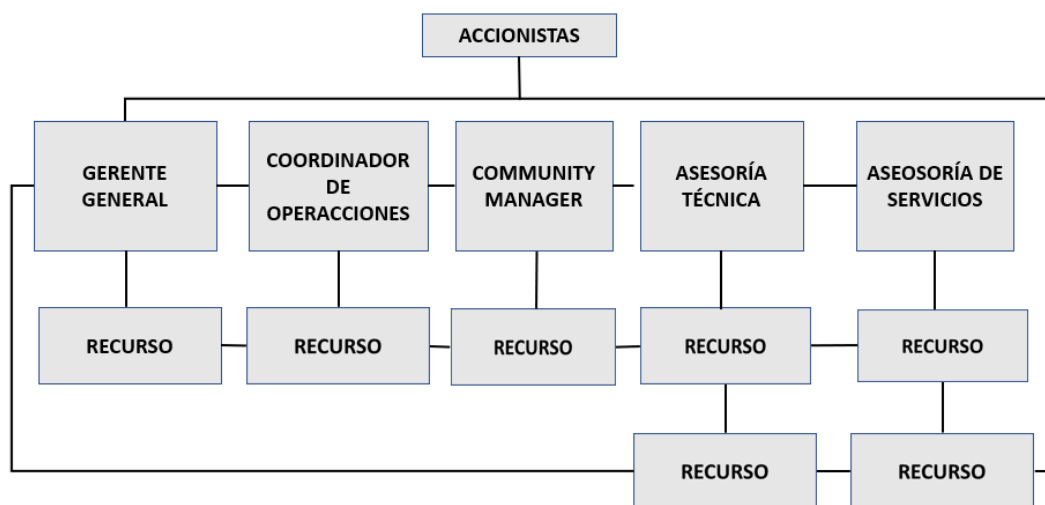 ACCIONISTAS
GERENTE
GENERAL
COORDINADOR
DE
OPERACCIONES
COMMUNITY
MANAGER
ASESORÍA
TÉCNICA
ASEOSORÍA DE
SERVICIOS
RECURSO
RECURSO
RECURSO
RECURSO
RECURSO
RECURSO
RECURSO